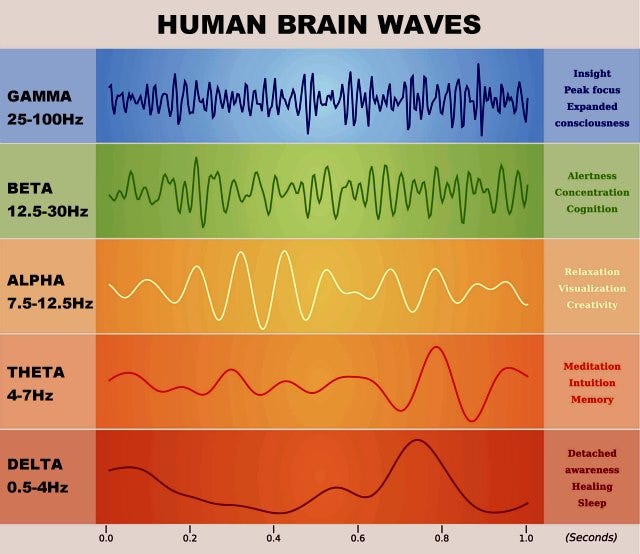 HUMAN BRAIN WAVES
GAMMA
25-100Hz
Insight
Peak focus
Expanded
consciousness
BETA
12.5-30Hz
Alertness
Concentration
Cognition
ALPHA
7.5-12.5Hz
Relaxation
Visualization
Creativity
THETA
4-7Hz
Meditation
Intuition
Memory
DELTA
0.5-4Hz
Detached
awareness
Healing
Sleep
0.0 0.2 0.4 0.6 0.8 1.0 (Seconds)